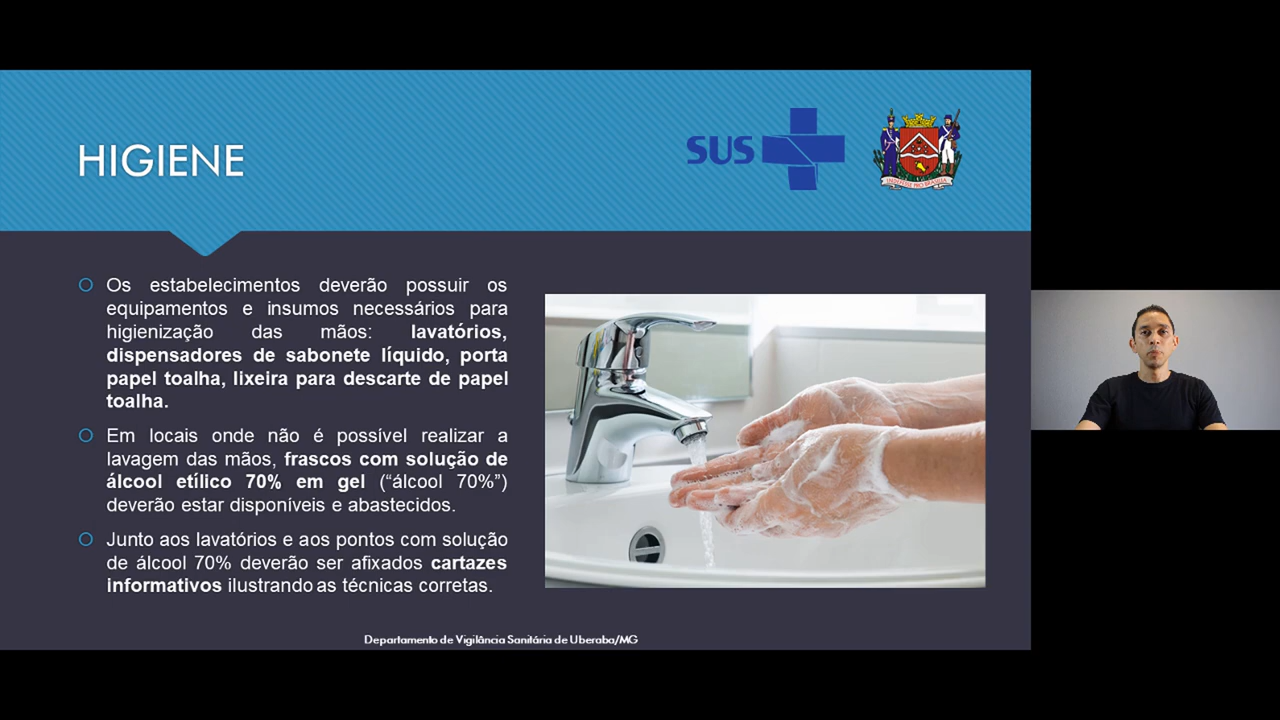 HIGIENE
SUS
Os estabelecimentos deverão possuir os
equipamentos e insumos necessários para
higienização das mãos: lavatórios,
dispensadores de sabonete líquido, porta
papel toalha, lixeira para descarte de papel
toalha.
Em locais onde não é possível realizar a
lavagem das mãos, frascos com solução de
álcool etílico 70% em gel (“álcool 70%”)
deverão estar disponíveis e abastecidos.
Junto aos lavatórios e aos pontos com solução
de álcool 70% deverão ser afixados cartazes
informativos ilustrando as técnicas corretas.
Departamento de Vigilância Sanitária de Uberaba/MG